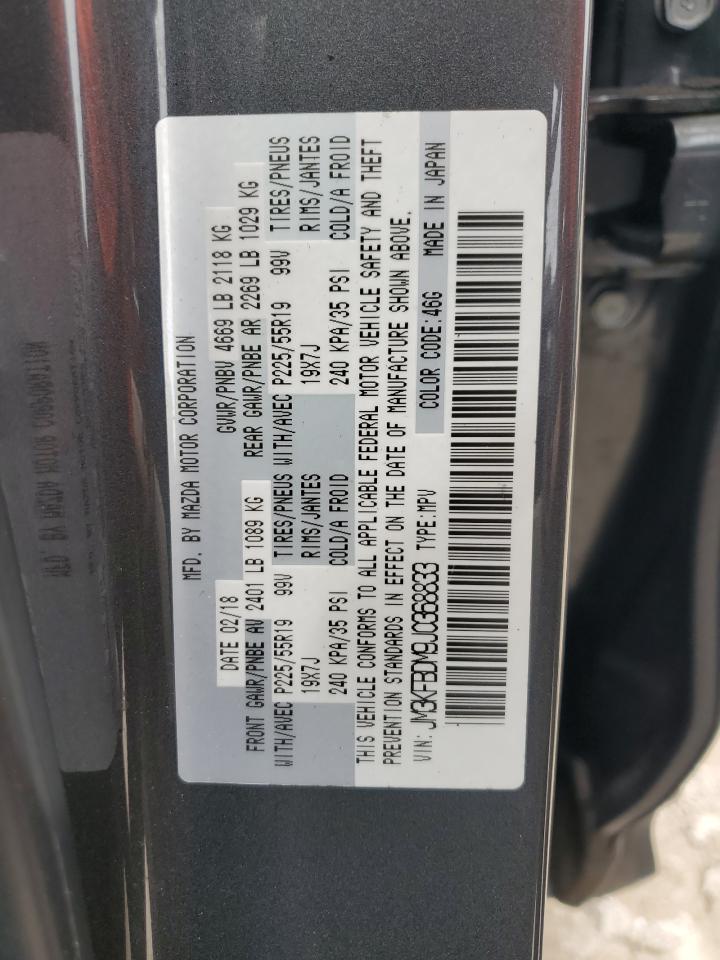 MFD. BY MAZDA MOTOR CORPORATION
DATE 02/18 GVWR/PNBV 4669 LB 2118 KG
FRONT GAWR/PNBE AV 2401 LB 1089 KG REAR GAWR/PNBE AR 2269 LB 1029 KG
WITH/AVEC P225/55R19 99V TIRES/PNEUS WITH/AVEC P225/55R19 99V TIRES/PNEUS
19X7J RIMS/JANTES 19X7J RIMS/JANTES
240 KPA/35 PSI COLD/A FROID 240 KPA/35 PSI COLD/A FROID
THIS VEHICLE CONFORMS TO ALL APPLICABLE FEDERAL MOTOR VEHICLE SAFETY AND THEFT
PREVENTION STANDARDS IN EFFECT ON THE DATE OF MANUFACTURE SHOWN ABOVE.
VIN: JM3KFBDM9J0368833 TYPE:MPV COLOR CODE:46G MADE IN JAPAN